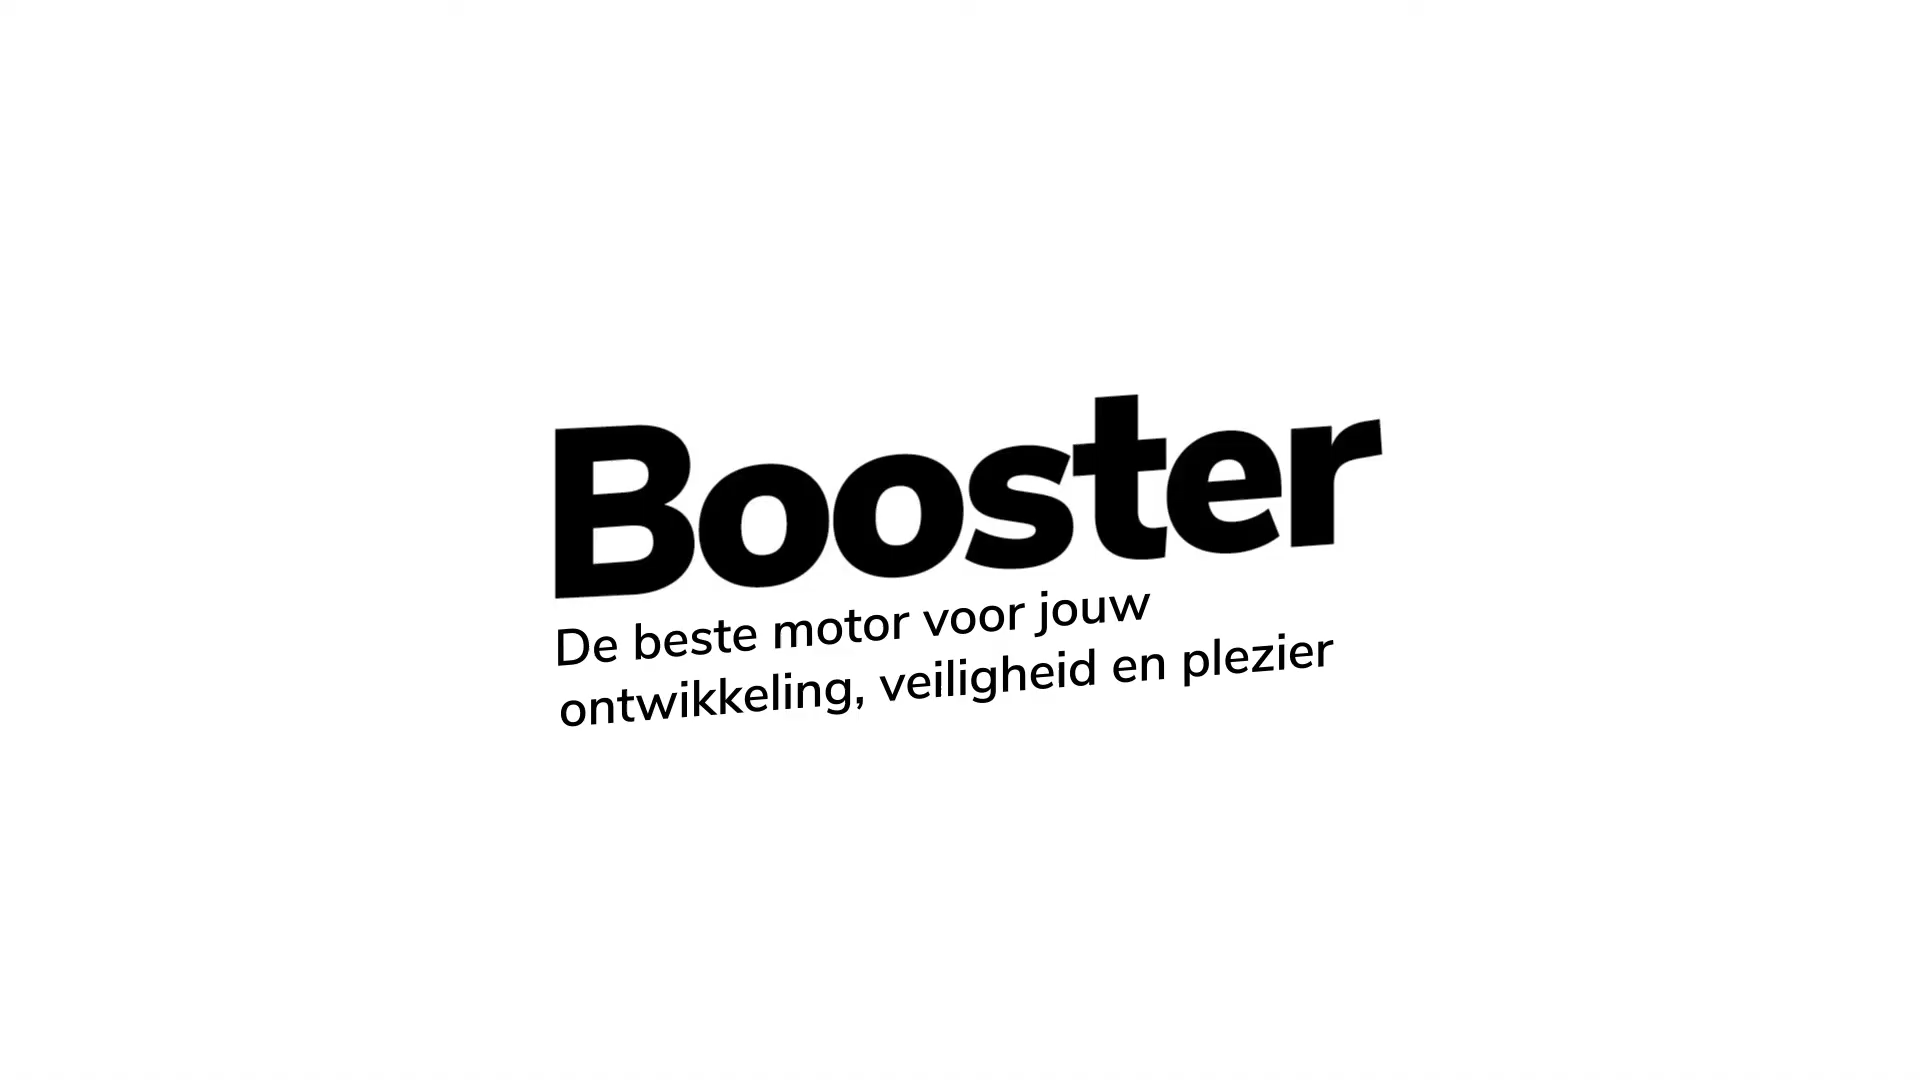 Booster
De beste motor voor jouw
ontwikkeling, veiligheid en plezier